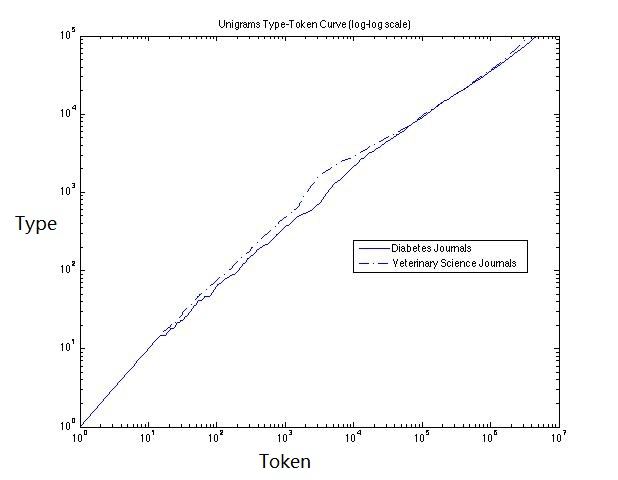 Unigrams Type-Token Curve (log-log scale)
10^5
10^4
10^3
10^2
10^1
10^0
Type
Diabetes Journals
Veterinary Science Journals
10^0 10^1 10^2 10^3 10^4 10^5 10^6 10^7
Token